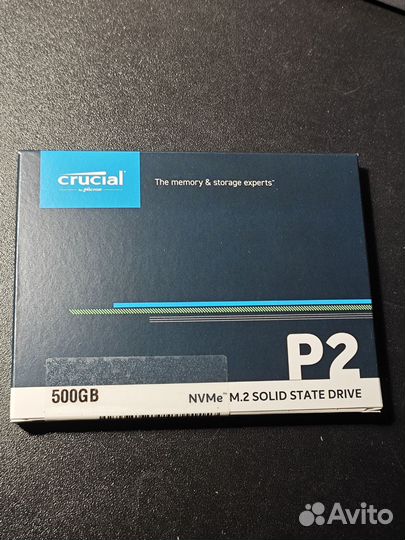 crucial
by Micron
The memory & storage experts™
P2
500GB
NVMe™ M.2 SOLID STATE DRIVE
Avito